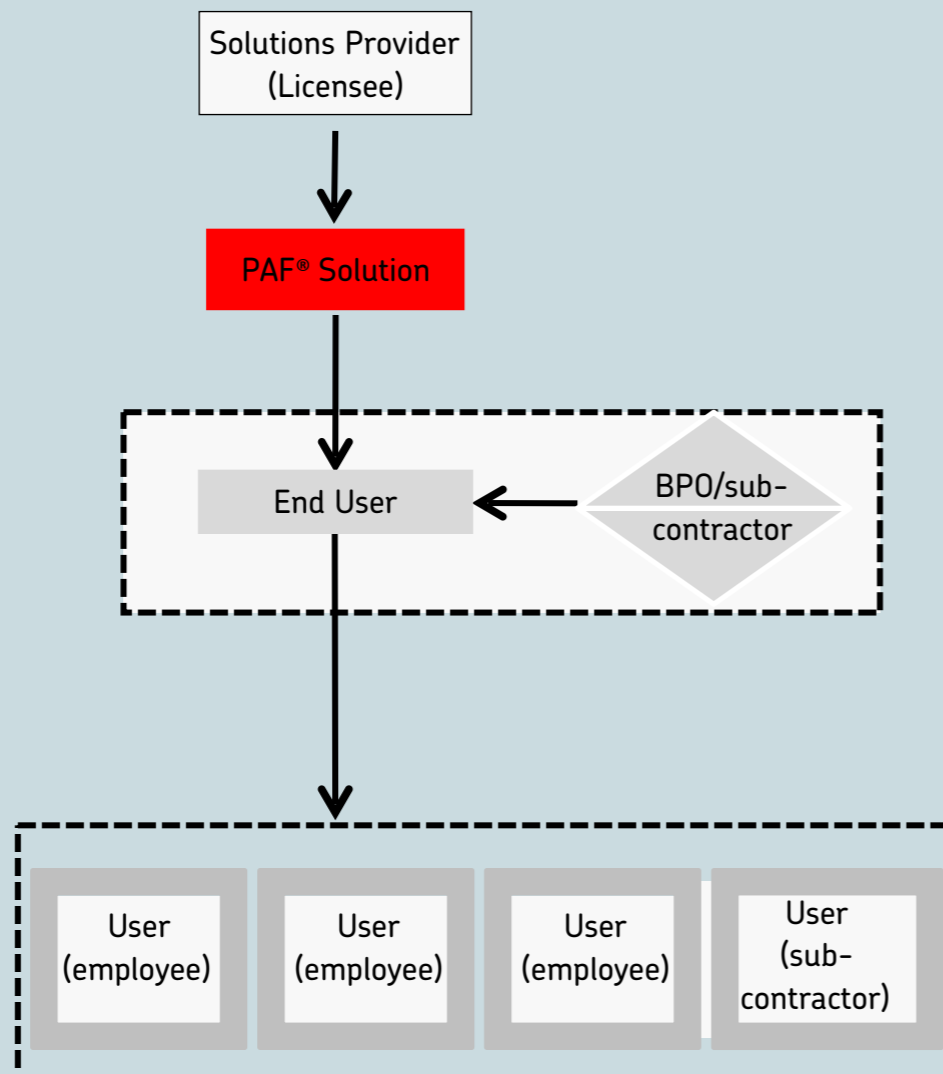 Solutions Provider
(Licensee)
PAF® Solution
End User
BPO/sub-
contractor
User
(employee)
User
(employee)
User
(employee)
User
(sub-
contractor)